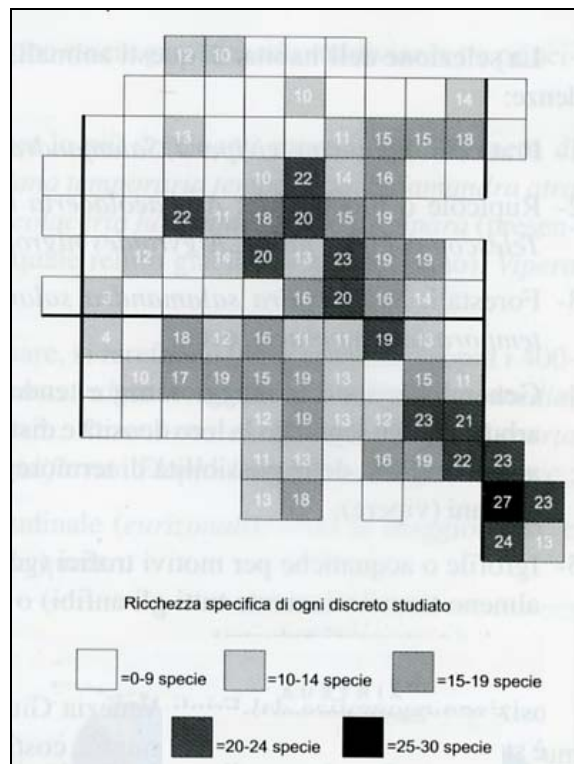 12 10
10 14
13 11 15 15 18
10 22 14 16
22 11 18 20 15 19
12 14 20 13 23 19 19
16 20 16 14
4 18 12 16 11 11 19 13
10 17 19 15 19 13 15 11
12 19 13 12 23 21
11 13 16 19 22 23
13 18 27 23
24 13
Ricchezza specifica di ogni discreto studiato
=0-9 specie =10-14 specie =15-19 specie
=20-24 specie =25-30 specie